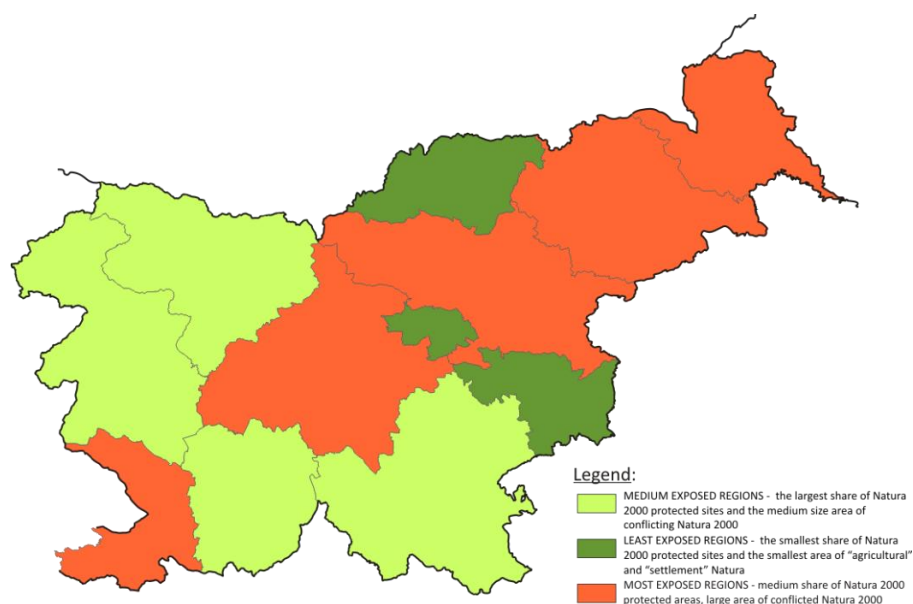 Legend:
MEDIUM EXPOSED REGIONS - the largest share of Natura
2000 protected sites and the medium size area of
conflicting Natura 2000
LEAST EXPOSED REGIONS - the smallest share of Natura
2000 protected sites and the smallest area of "agricultural"
and "settlement" Natura
MOST EXPOSED REGIONS - medium share of Natura 2000
protected areas, large area of conflicted Natura 2000